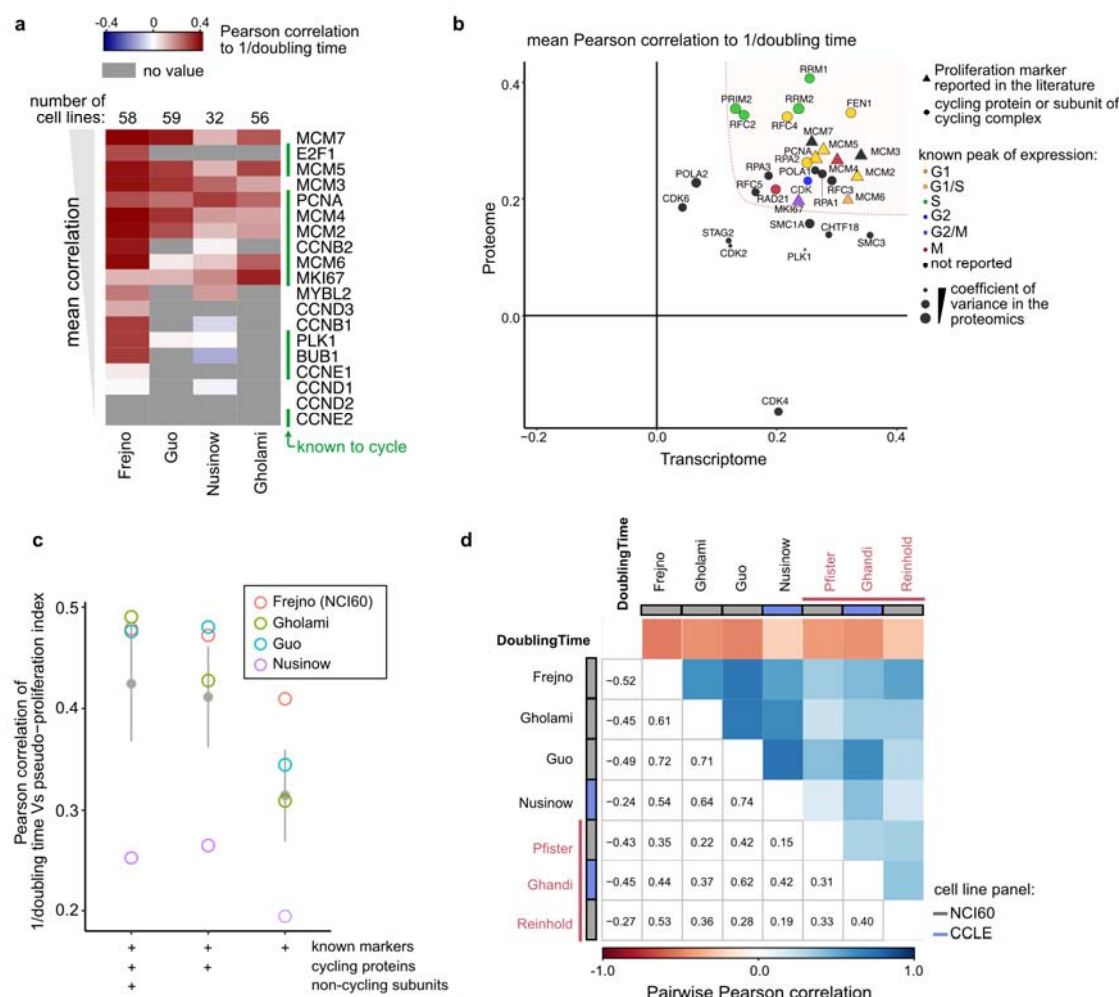 a
-0.4 0 0.4
Pearson correlation
to 1/doubling time
no value
number of
cell lines:
58 59 32 56
mean correlation
MCM7
E2F1
MCM5
MCM3
PCNA
MCM4
MCM2
CCNB2
MCM6
MKI67
MYBL2
CCND3
CCNB1
PLK1
BUB1
CCNE1
CCND1
CCND2
CCNE2
known to cycle
Frejno
Guo
Nusinow
Gholami
b
mean Pearson correlation to 1/doubling time
Proteome
0.4
0.2
0.0
−0.2 0.0 0.2 0.4
Transcriptome
RRM1
PRIM2
RRM2
FEN1
RFC2
RFC4
MCM7
MCM5
PCNA
MCM3
RPA2
POLA1
MCM4
RPA3
MCM2
POLA2
RFC5
CDK
RFC3
RAD21
CDK6
MKI67
RPA1
MCM6
SMC1A
STAG2
CHTF18
SMC3
CDK2
PLK1
CDK4
Proliferation marker
reported in the literature
cycling protein or subunit of
cycling complex
known peak of expression:
G1
G1/S
S
G2
G2/M
M
not reported
coefficient of
variance in the
proteomics
c
Pearson correlation of
1/doubling time Vs pseudo−proliferation index
0.5
0.4
0.3
0.2
Frejno (NCI60)
Gholami
Guo
Nusinow
+ + + known markers
+ + cycling proteins
+ non-cycling subunits
d
DoublingTime
Frejno
Gholami
Guo
Nusinow
Pfister
Ghandi
Reinhold
DoublingTime
Frejno −0.52
Gholami −0.45 0.61
Guo −0.49 0.72 0.71
Nusinow −0.24 0.54 0.64 0.74
Pfister −0.43 0.35 0.22 0.42 0.15
Ghandi −0.45 0.44 0.37 0.62 0.42 0.31
Reinhold −0.27 0.53 0.36 0.28 0.19 0.33 0.40
cell line panel:
NCI60
CCLE
-1.0 0.0 1.0
Pairwise Pearson correlation